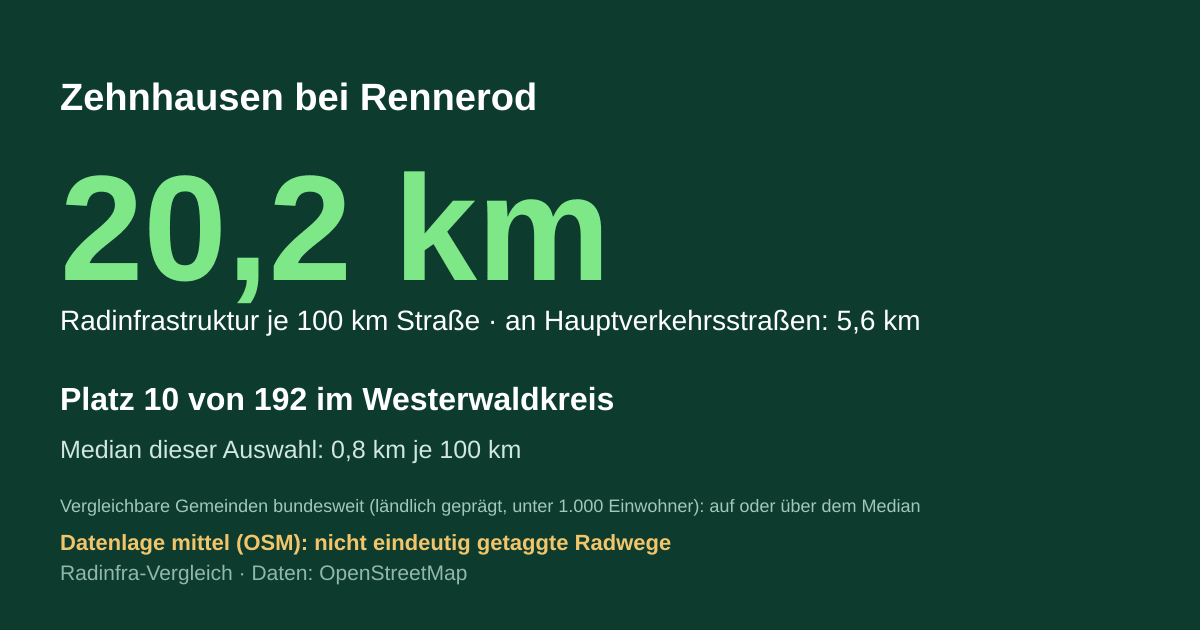 Zehnhausen bei Rennerod
20,2 km
Radinfrastruktur je 100 km Straße · an Hauptverkehrsstraßen: 5,6 km
Platz 10 von 192 im Westerwaldkreis
Median dieser Auswahl: 0,8 km je 100 km
Vergleichbare Gemeinden bundesweit (ländlich geprägt, unter 1.000 Einwohner): auf oder über dem Median
Datenlage mittel (OSM): nicht eindeutig getaggte Radwege
Radinfra-Vergleich · Daten: OpenStreetMap